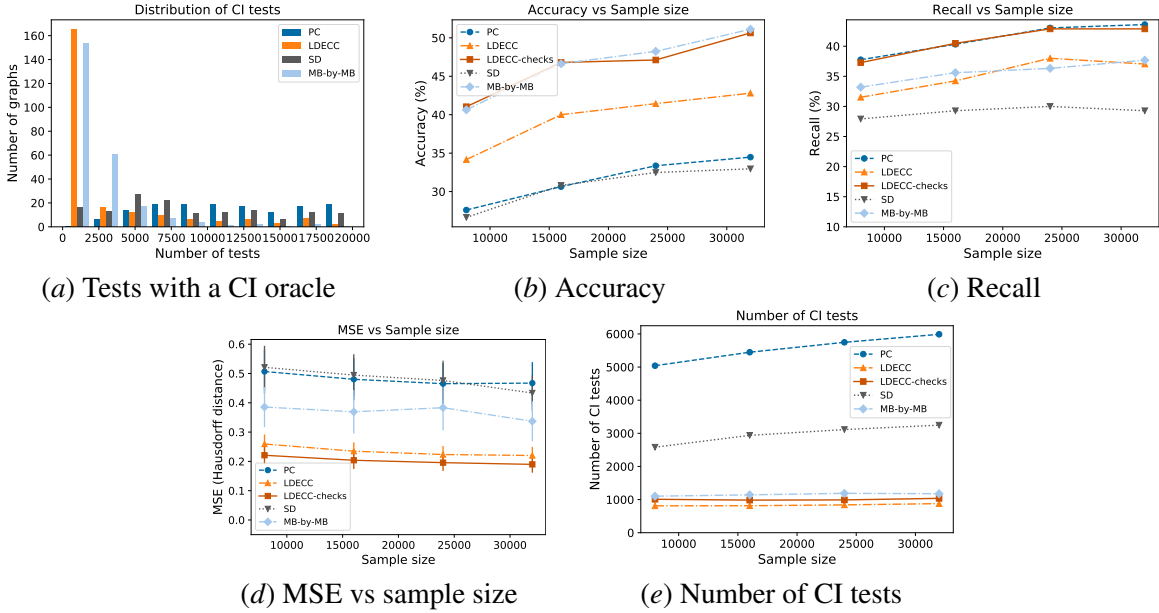 Distribution of CI tests
Number of graphs
160
140
120
100
80
60
40
20
0
PC
LDECC
SD
MB-by-MB
0 2500 5000 7500 10000 12500 15000 17500 20000
Number of tests
(a) Tests with a CI oracle
Accuracy vs Sample size
Accuracy (%)
50
45
40
35
30
PC
LDECC
LDECC-checks
SD
MB-by-MB
10000 15000 20000 25000 30000
Sample size
(b) Accuracy
Recall vs Sample size
Recall (%)
40
35
30
25
20
15
10
PC
LDECC
LDECC-checks
SD
MB-by-MB
10000 15000 20000 25000 30000
Sample size
(c) Recall
MSE vs Sample size
MSE (Hausdorff distance)
0.6
0.5
0.4
0.3
0.2
0.1
0.0
PC
LDECC
LDECC-checks
SD
MB-by-MB
10000 15000 20000 25000 30000
Sample size
(d) MSE vs sample size
Number of CI tests
Number of CI tests
6000
5000
4000
3000
2000
1000
0
PC
LDECC
LDECC-checks
SD
MB-by-MB
10000 15000 20000 25000 30000
Sample size
(e) Number of CI tests